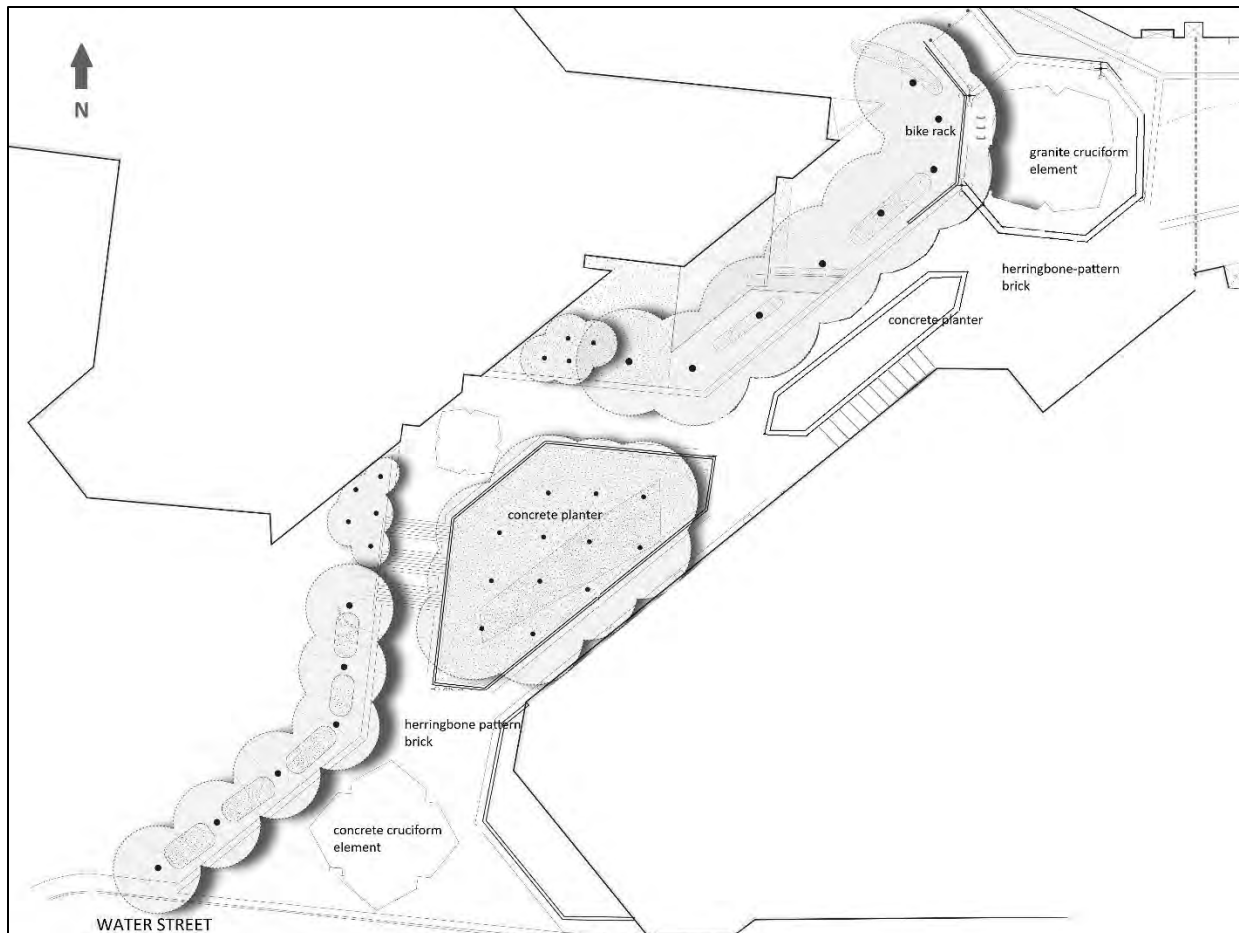 N
bike rack
granite cruciform
element
herringbone-pattern
brick
concrete planter
concrete planter
herringbone pattern
brick
concrete cruciform
element
WATER STREET